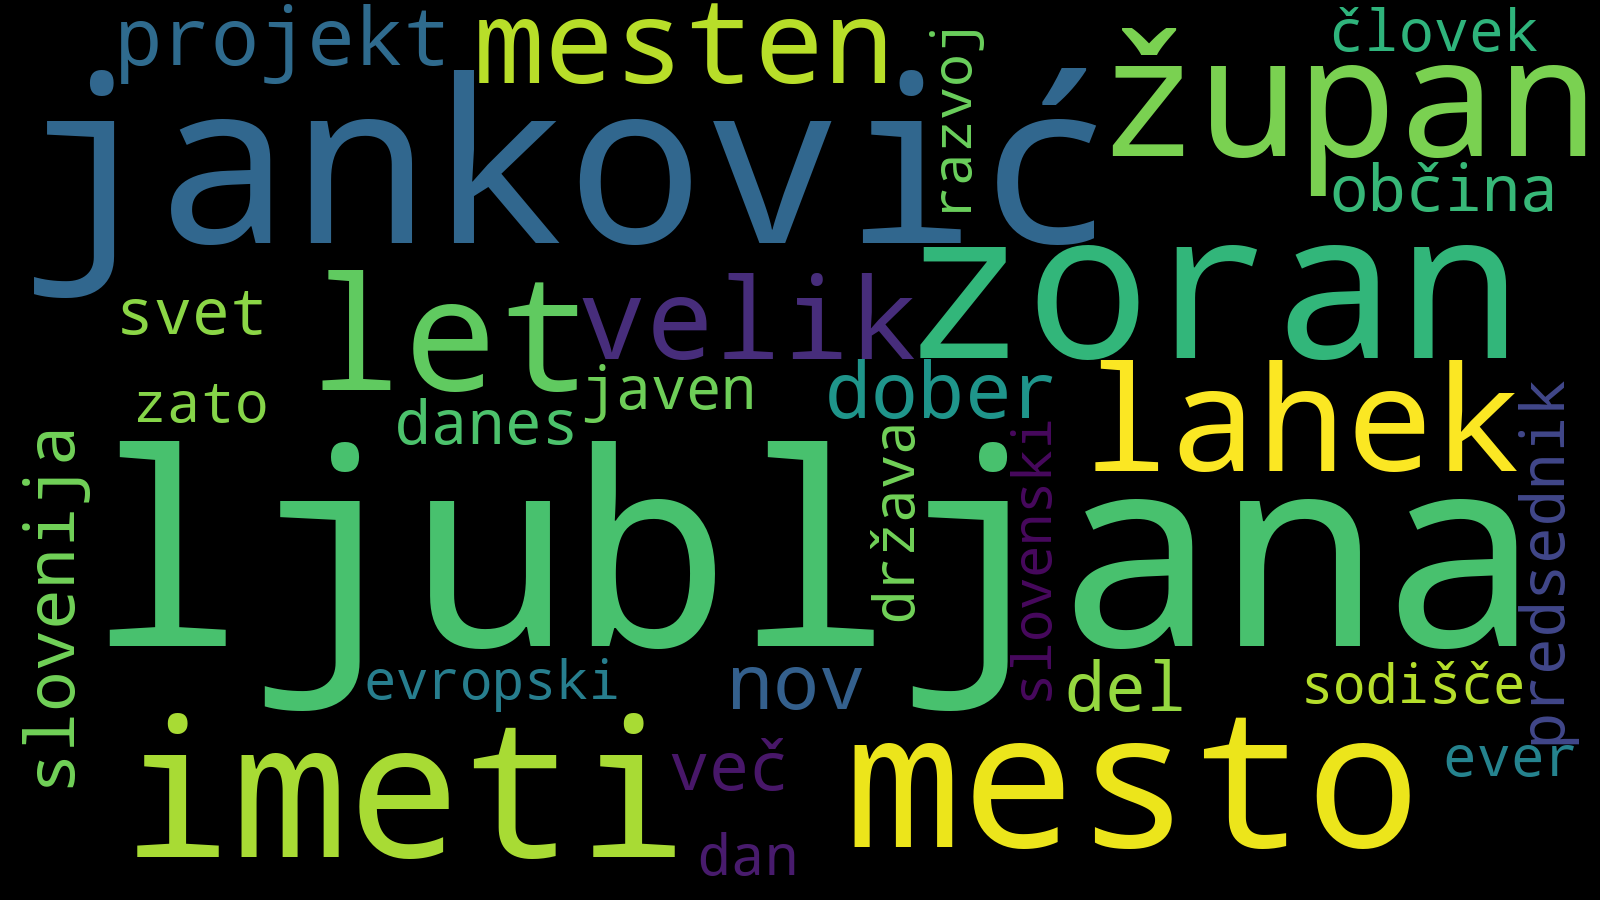 projekt
mesten
razvoj
človek
janković
župan
občina
zoran
svet
let
velik
zato
danes
javen
dober
lahek
slovenija
ljubljana
država
slovenski
predsednik
evropski
nov
del
sodišče
imeti
več
mesto
ever
dan